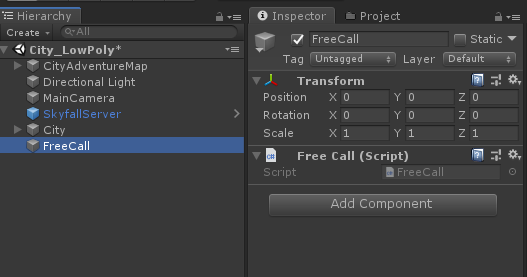 Hierarchy
Create
All
City_LowPoly*
CityAdventureMap
Directional Light
MainCamera
SkyfallServer
City
FreeCall
Inspector
Project
FreeCall
Static
Tag Untagged Layer Default
Transform
Position X 0 Y 0 Z 0
Rotation X 0 Y 0 Z 0
Scale X 1 Y 1 Z 1
C#
Free Call (Script)
Script FreeCall
Add Component